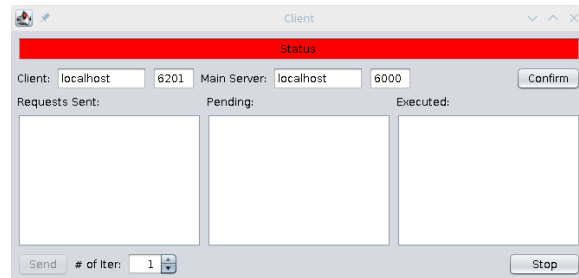 Client
Status
Client: localhost 6201 Main Server: localhost 6000 Confirm
Requests Sent: Pending: Executed:
Send # of Iter: 1 Stop